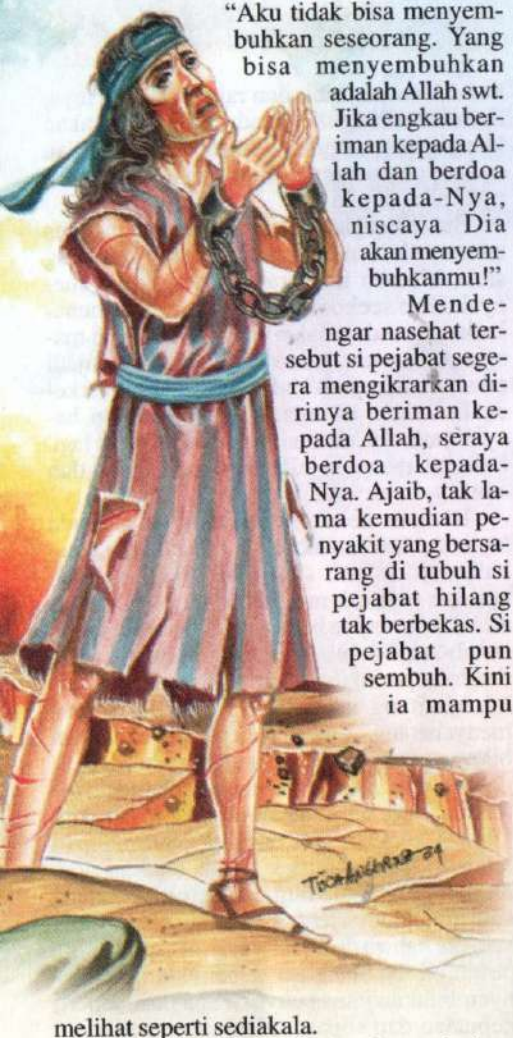 “Aku tidak bisa menyem-
buhkan seseorang. Yang
bisa menyembuhkan
adalah Allah swt.
Jika engkau ber-
iman kepada Al-
lah dan berdoa
kepada-Nya,
niscaya Dia
akan menyem-
buhkanmu!”
Mende-
ngar nasehat ter-
sebut si pejabat sege-
ra mengikrarkan di-
rinya beriman ke-
pada Allah, seraya
berdoa kepada-
Nya. Ajaib, tak la-
ma kemudian pe-
nyakit yang bersa-
rang di tubuh si
pejabat hilang
tak berbekas. Si
pejabat pun
sembuh. Kini
ia mampu
melihat seperti sediakala.